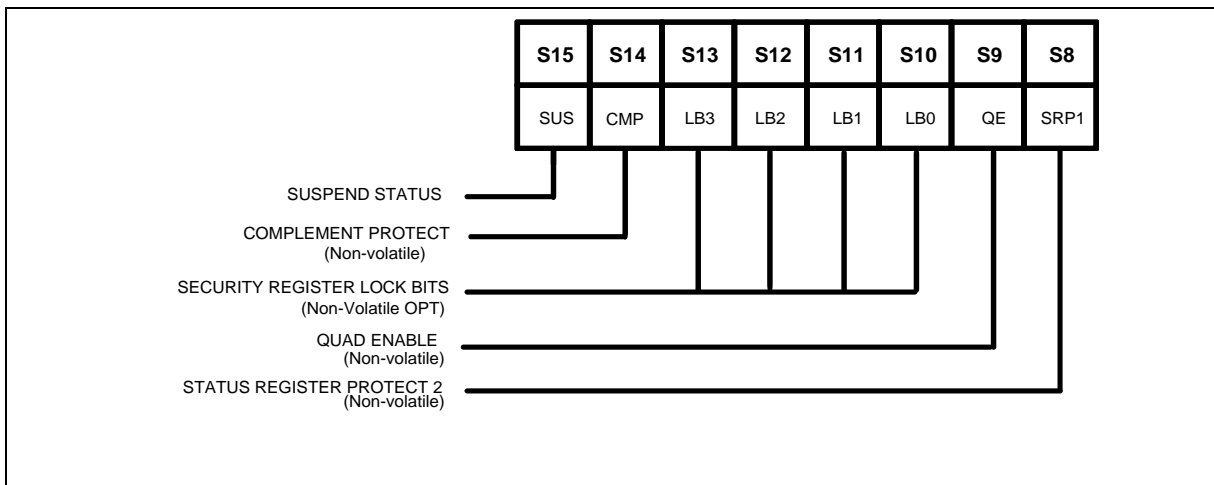 S15 S14 S13 S12 S11 S10 S9 S8
SUS CMP LB3 LB2 LB1 LB0 QE SRP1
SUSPEND STATUS
COMPLEMENT PROTECT
(Non-volatile)
SECURITY REGISTER LOCK BITS
(Non-Volatile OPT)
QUAD ENABLE
(Non-volatile)
STATUS REGISTER PROTECT 2
(Non-volatile)